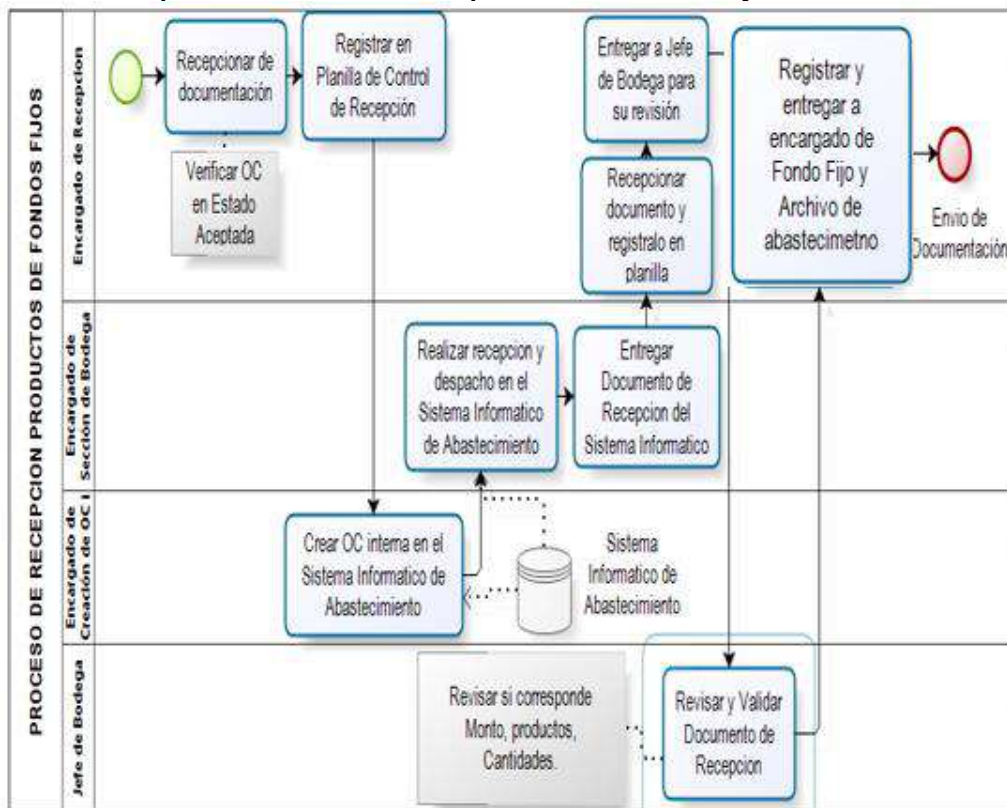 PROCESO DE RECEPCION PRODUCTOS DE FONDOS FIJOS
Encargado de Recepcion
Recepcionar de
documentación
Verificar OC
en Estado
Aceptada
Registrar en
Planilla de Control
de Recepción
Entregar a Jefe
de Bodega para
su revisión
Recepcionar
documento y
registralo en
planilla
Registrar y
entregar a
encargado de
Fondo Fijo y
Archivo de
abastecimetno
Envio de
Documentación
Encargado de
Sección de Bodega
Realizar recepcion y
despacho en el
Sistema Informatico
de Abastecimiento
Entregar
Documento de
Recepcion del
Sistema Informatico
Encargado de
Creación de OC I
Crear OC interna en el
Sistema Informatico de
Abastecimiento
Sistema
Informatico de
Abastecimiento
Jefe de Bodega
Revisar si corresponde
Monto, productos,
Cantidades.
Revisar y Validar
Documento de
Recepcion